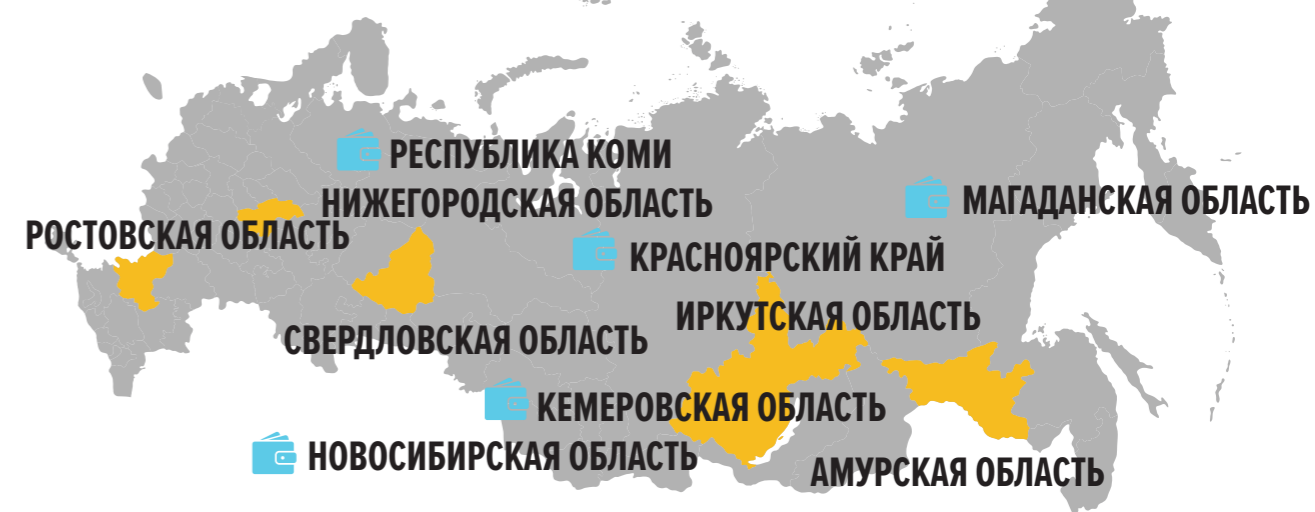 РЕСПУБЛИКА КОМИ
НИЖЕГОРОДСКАЯ ОБЛАСТЬ
МАГАДАНСКАЯ ОБЛАСТЬ
РОСТОВСКАЯ ОБЛАСТЬ
КРАСНОЯРСКИЙ КРАЙ
ИРКУТСКАЯ ОБЛАСТЬ
СВЕРДЛОВСКАЯ ОБЛАСТЬ
КЕМЕРОВСКАЯ ОБЛАСТЬ
НОВОСИБИРСКАЯ ОБЛАСТЬ
АМУРСКАЯ ОБЛАСТЬ